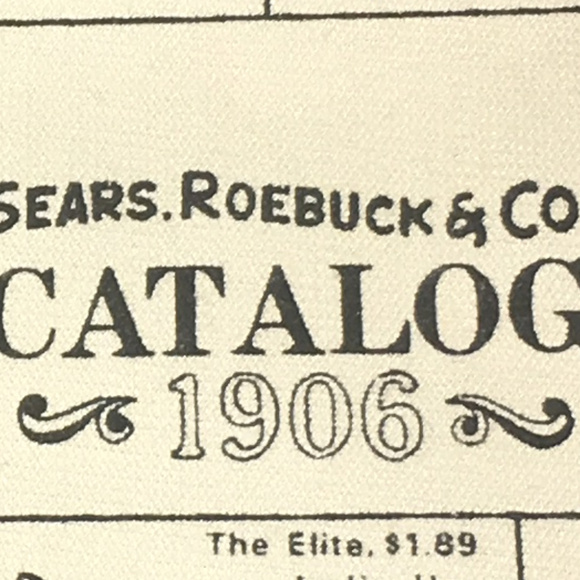 SEARS. ROEBUCK & CO
CATALOG
1906
The Elite, $1.89